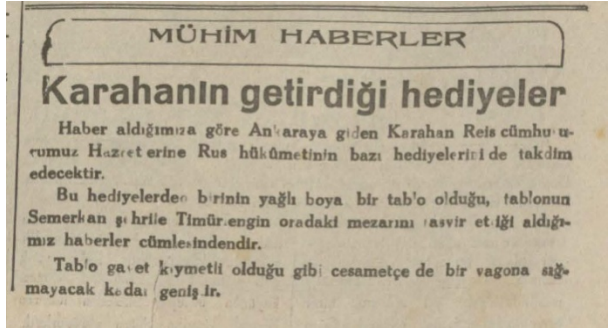 MÜHİM HABERLER
Karahanın getirdiği hediyeler
Haber aldığımıza göre Ankaraya giden Karahan Reis cümhu u-
rumuz Hazretlerine Rus hükûmetinin bazı hediyelerini de takdim
edecektir.
Bu hediyelerden birinin yağlı boya bir tablo olduğu, tablonun
Semerkan şehrile Timürlengin oradaki mezarını tasvir ettiği aldığı-
mız haberler cümlesindendir.
Tablo gayet kıymetli olduğu gibi cesametçe de bir vagona sığ-
mayacak kadar geniştir.